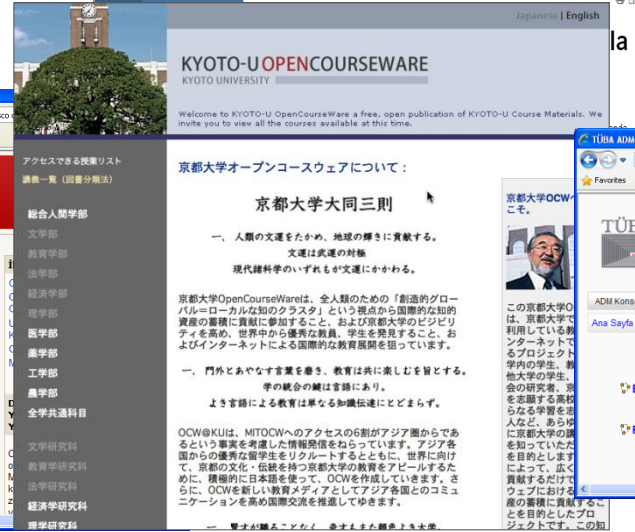 Japanese | English
KYOTO-U OPENCOURSEWARE
KYOTO UNIVERSITY
Welcome to KYOTO-U OpenCourseWare a free, open publication of KYOTO-U Course Materials. We
invite you to view all the courses available at this time.
アクセスできる授業リスト
講義一覧（図書分類法）
総合人間学部
文学部
教育学部
法学部
経済学部
理学部
医学部
薬学部
工学部
農学部
全学共通科目
文学研究科
教育学研究科
法学研究科
経済学研究科
理学研究科
京都大学オープンコースウェアについて：
京都大学大同三則
一、 人類の文運をたかめ、地球の輝きに貢献する。
文運は武運の対極
現代諸科学のいずれもが文運にかかわる。
京都大学OpenCourseWareは、全人類のための「創造的グロー
バル＝ローカルな知のクラスタ」という視点から国際的な知的
資産の蓄積に貢献に参加すること、および京都大学のビジビリ
ティを高め、世界中から優秀な教員、学生を発見すること、お
よびインターネットによる国際的な教育展開を狙っています。
一、 門外とあやなす言葉を磨き、教育は共に楽しむを旨とする。
学の統合の鍵は言語にあり。
よき言語による教育は単なる知識伝達にとどまらず。
OCW@KUは、MITOCWへのアクセスの6割がアジア圏からであ
るという事実を考慮した情報発信をねらっています。アジア各
国からの優秀な留学生をリクルートするとともに、世界に向け
て、京都の文化・伝統を持つ京都大学の教育をアピールするた
めに、積極的に日本語を使って、OCWを作成していきます。さ
らに、OCWを新しい教育メディアとしてアジア各国とのコミュ
ニケーションを高め国際交流を推進してゆきます。
京都大学OCWへ
こそ。
この京都大学O
は、京都大学で
利用している教
ンターネットで
るプロジェクト
学内の学生、教
他大学の学生、
会の研究者、京
を志願する高校
らなる学習を志
人など、あらゆ
に京都大学の講
を知っていただ
を目的とします
によって、広く
貢献するだけで
ウェブにおける
産の蓄積に貢献するこ
とを目的としたプロ
ジェクトです。この知
la
TÜBA ADM
Favorites
TÜB
ADM Kons
Ana Sayfa